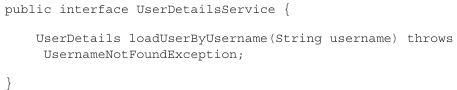 public interface UserDetailsService {
    UserDetails loadUserByUsername(String username) throws
     UsernameNotFoundException;
}